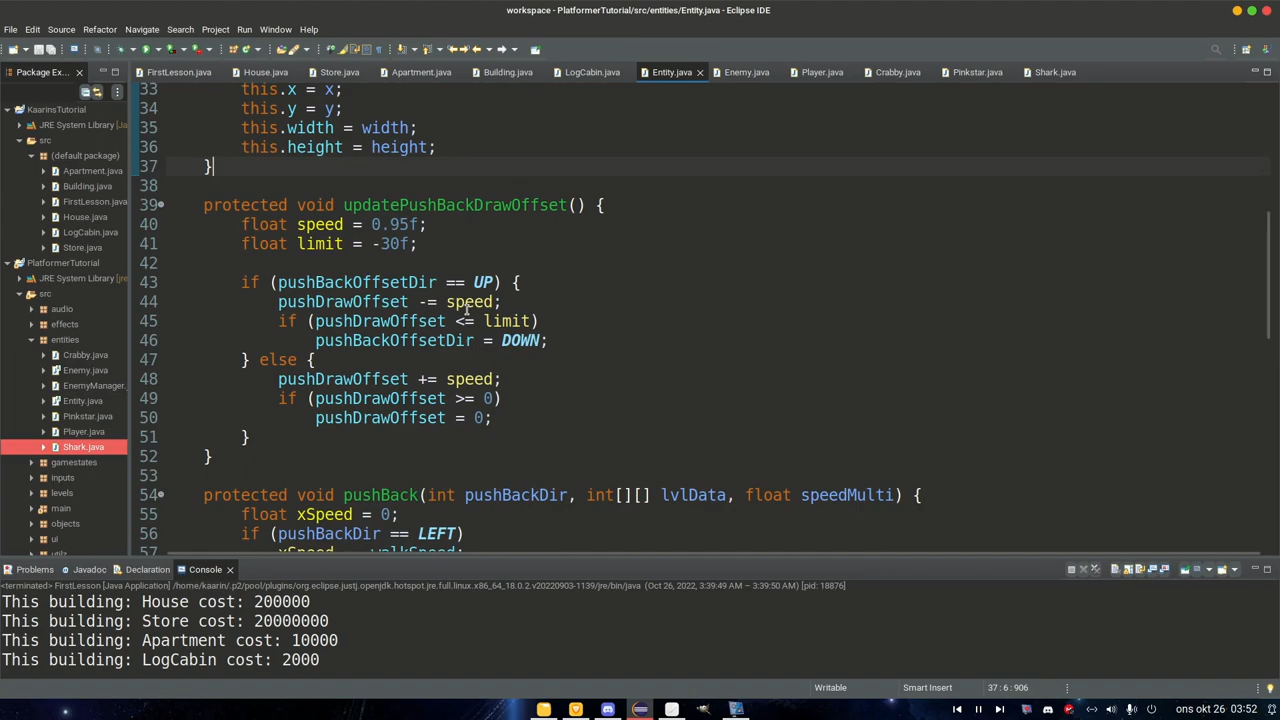 workspace - PlatformerTutorial/src/entities/Entity.java - Eclipse IDE
File Edit Source Refactor Navigate Search Project Run Window Help
Package Ex...
FirstLesson.java House.java Store.java Apartment.java Building.java LogCabin.java Entity.java Enemy.java Player.java Crabby.java Pinkstar.java Shark.java
KaarinsTutorial
JRE System Library [Ja
src
(default package)
Apartment.java
Building.java
FirstLesson.java
House.java
LogCabin.java
Store.java
PlatformerTutorial
JRE System Library [jre
src
audio
effects
entities
Crabby.java
Enemy.java
EnemyManager.
Entity.java
Pinkstar.java
Player.java
Shark.java
gamestates
inputs
levels
main
objects
ui
utilz
33 this.x = x;
34 this.y = y;
35 this.width = width;
36 this.height = height;
37 }
38
39 protected void updatePushBackDrawOffset() {
40 float speed = 0.95f;
41 float limit = -30f;
42
43 if (pushBackOffsetDir == UP) {
44 pushDrawOffset -= speed;
45 if (pushDrawOffset <= limit)
46 pushBackOffsetDir = DOWN;
47 } else {
48 pushDrawOffset += speed;
49 if (pushDrawOffset >= 0)
50 pushDrawOffset = 0;
51 }
52 }
53
54 protected void pushBack(int pushBackDir, int[][] lvlData, float speedMulti) {
55 float xSpeed = 0;
56 if (pushBackDir == LEFT)
57 xSpeed = -walkSpeed;
Problems Javadoc Declaration Console
<terminated> FirstLesson [Java Application] /home/kaarin/.p2/pool/plugins/org.eclipse.justj.openjdk.hotspot.jre.full.linux.x86_64_18.0.2.v20220903-1139/jre/bin/java (Oct 26, 2022, 3:39:49 AM – 3:39:50 AM) [pid: 18876]
This building: House cost: 200000
This building: Store cost: 20000000
This building: Apartment cost: 10000
This building: LogCabin cost: 2000
Writable Smart Insert 37 : 6 : 906
ons okt 26 03:52